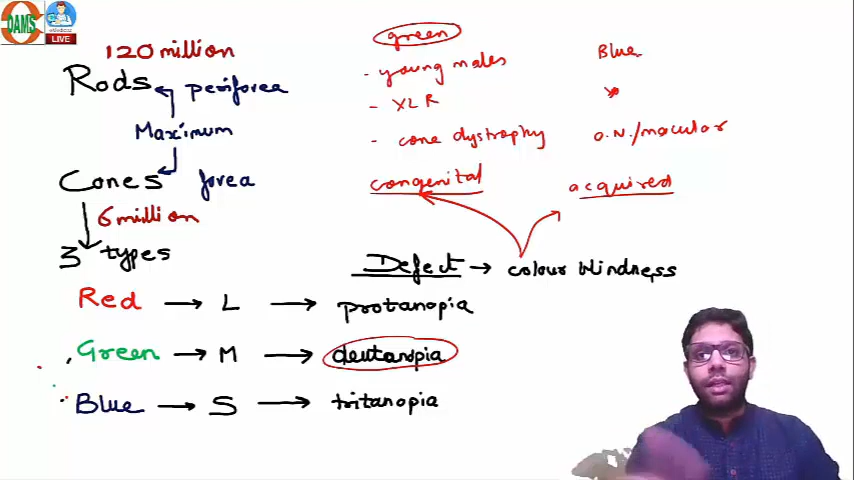 DAMS
eMedicoz
LIVE
120 million
Rods
perifovea
Maximum
Cones
fovea
6 million
3 types
green
- young males
- XLR
- cone dystrophy
congenital
Blue
O.N./macular
acquired
Defect → colour blindness
Red → L → protanopia
Green → M → deutanopia
Blue → S → tritanopia